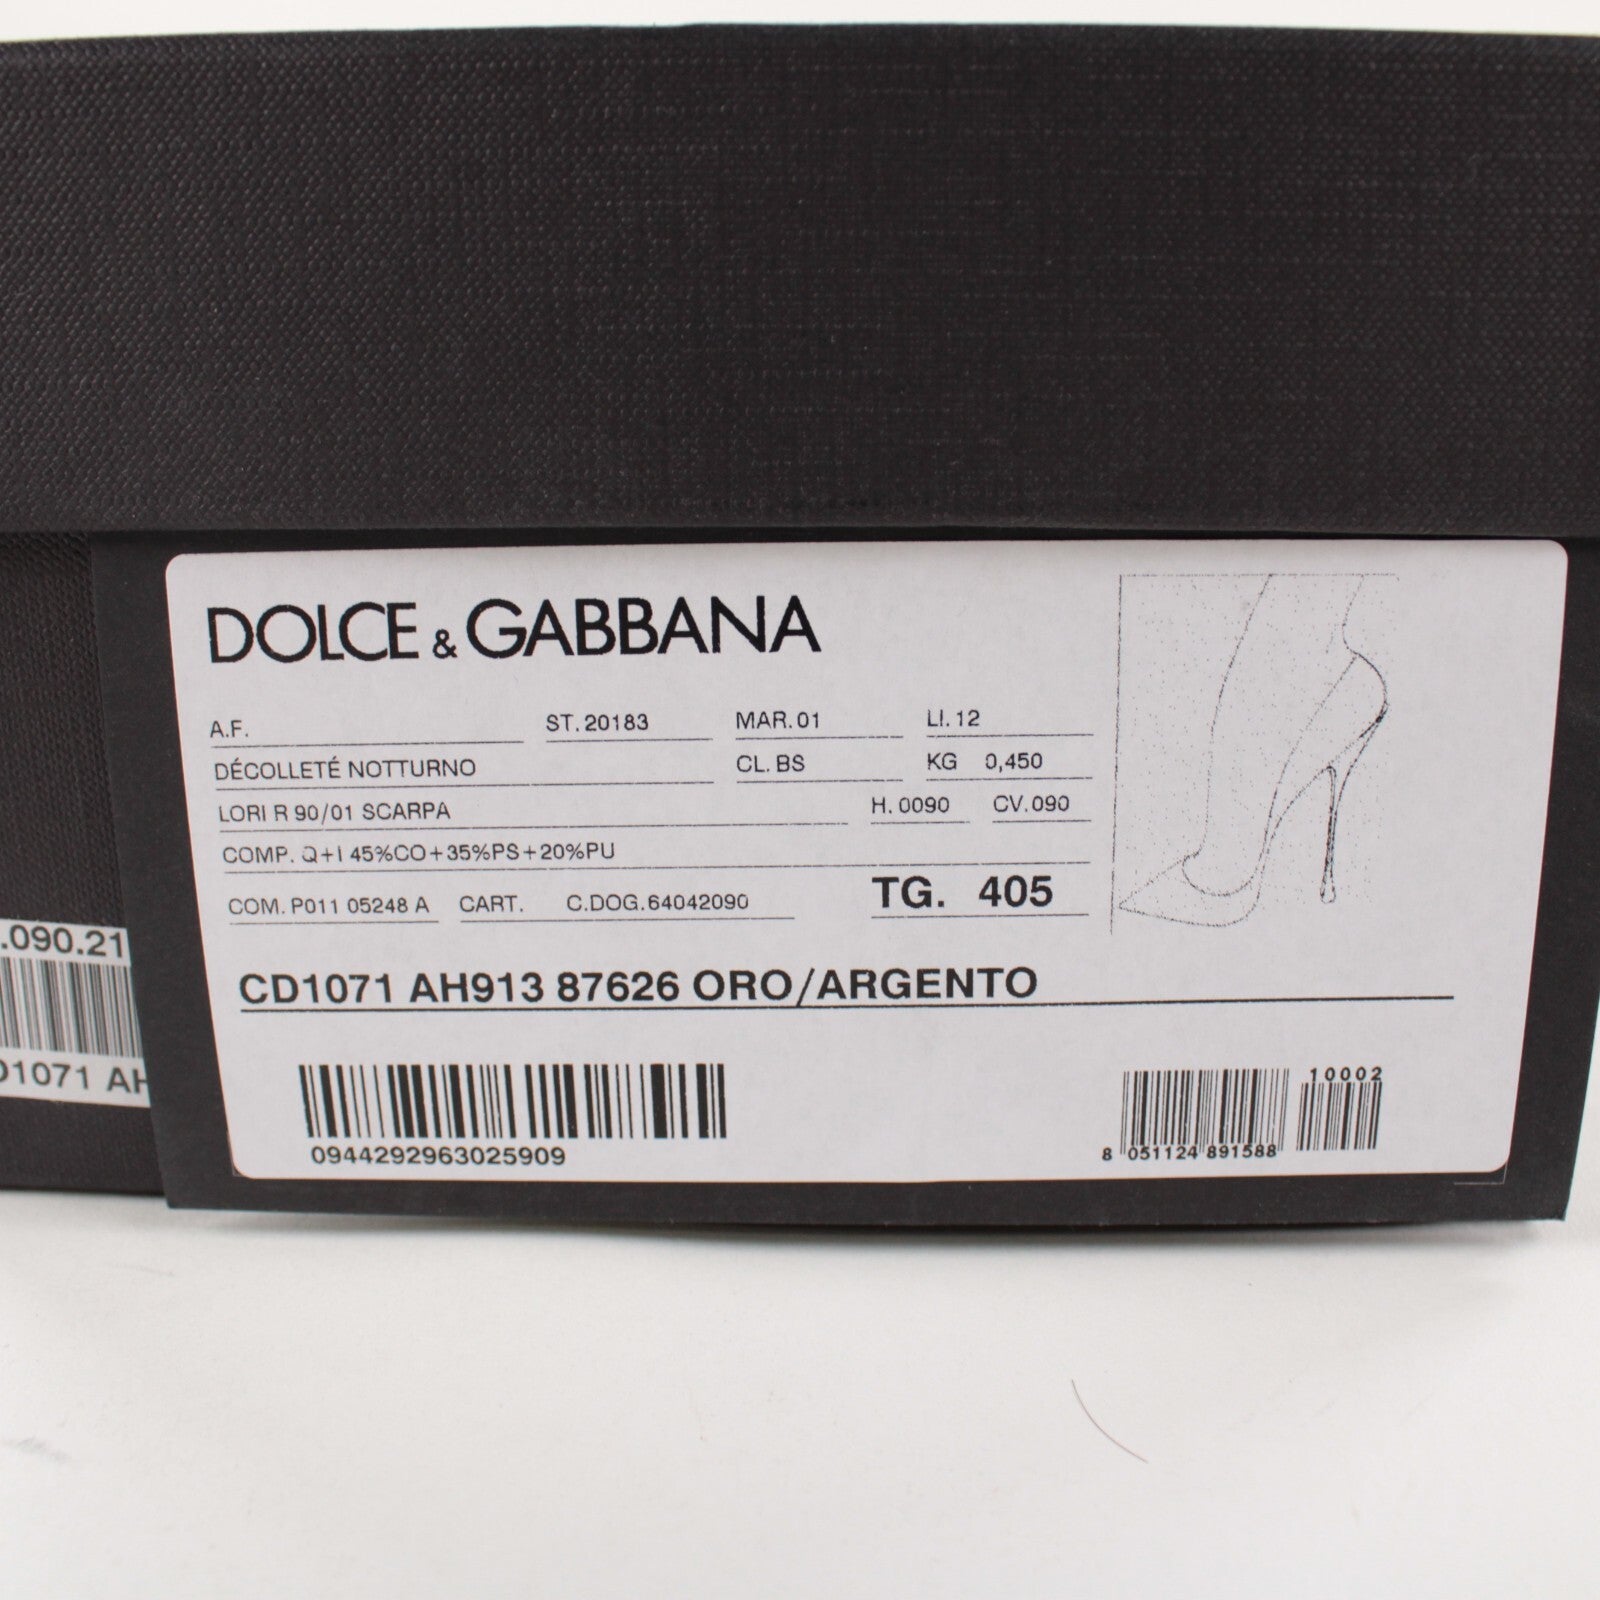 DOLCE & GABBANA
A.F. ST. 20183 MAR. 01 LI. 12
DÉCOLLETÉ NOTTURNO CL. BS KG 0,450
LORI R 90/01 SCARPA H. 0090 CV. 090
COMP. Q+I 45%CO+35%PS+20%PU
COM. P011 05248 A CART. C.DOG.64042090 TG. 405
CD1071 AH913 87626 ORO/ARGENTO
0944292963025909
10002
8 051124 891588
.090.21
D1071 AH